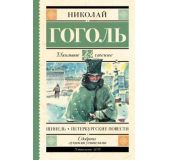 НИКОЛАЙ
ГОГОЛЬ
Школьное чтение
ШИНЕЛЬ • ПЕТЕРБУРГСКИЕ ПОВЕСТИ